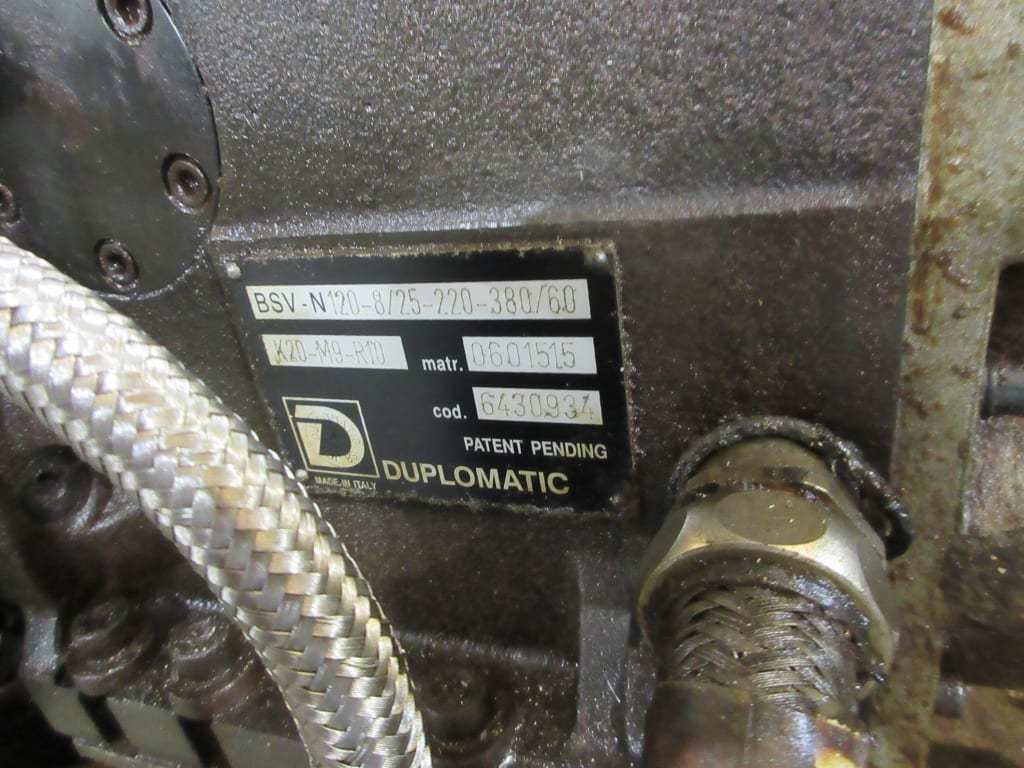 BSV-N120-8/25-220-380/60
K20-M9-R10
matr. 0601515
cod. 6430934
PATENT PENDING
D
MADE IN ITALY
DUPLOMATIC